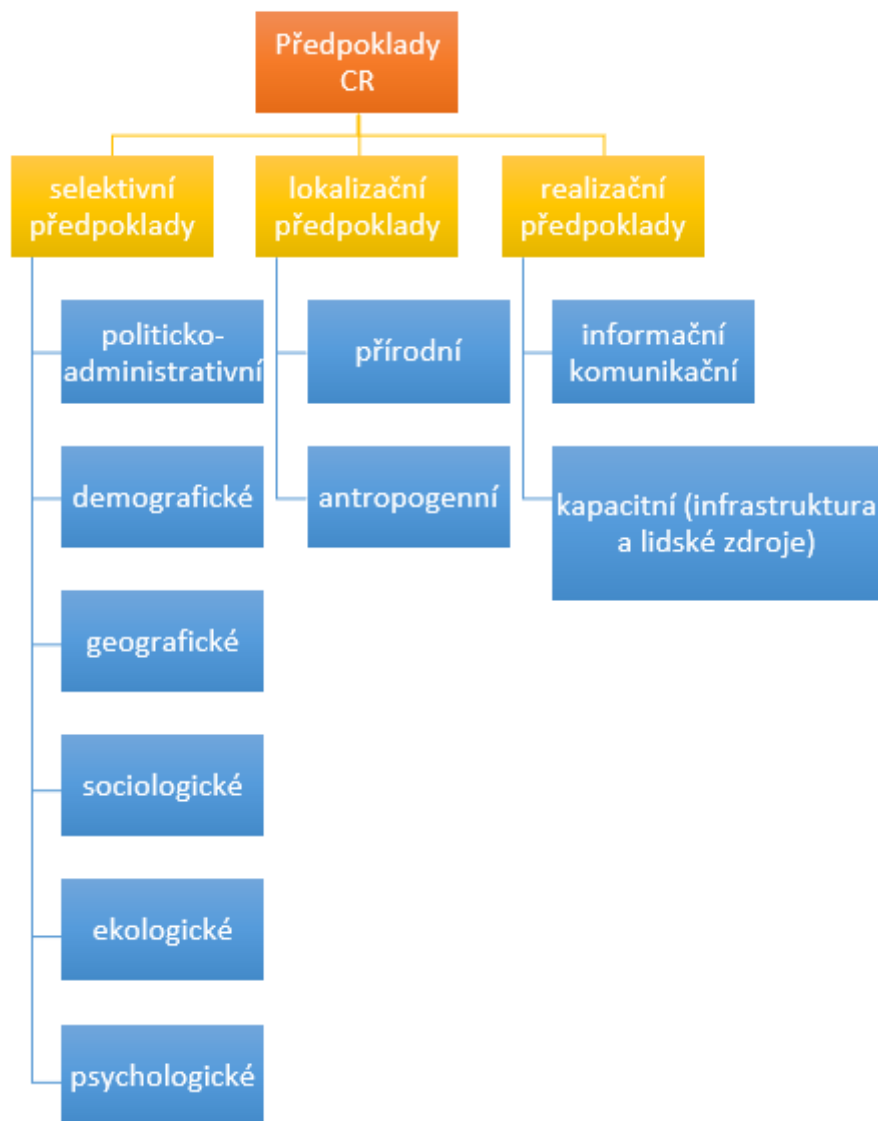 Předpoklady
CR
selektivní
předpoklady
lokalizační
předpoklady
realizační
předpoklady
politicko-
administrativní
demografické
geografické
sociologické
ekologické
psychologické
přírodní
antropogenní
informační
komunikační
kapacitní (infrastruktura
a lidské zdroje)